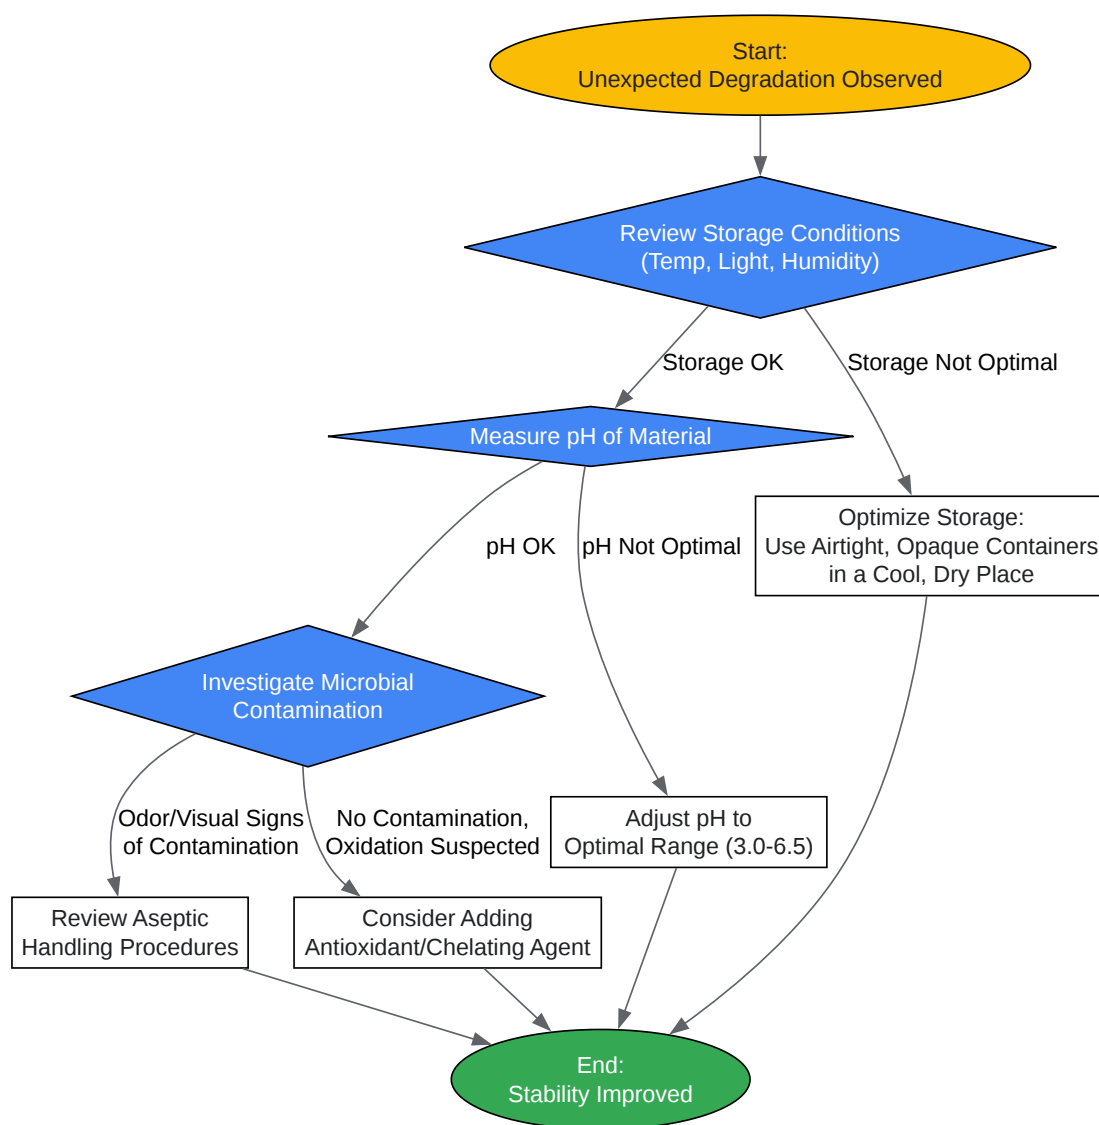 Start:
Unexpected Degradation Observed
Review Storage Conditions
(Temp, Light, Humidity)
Storage OK
Storage Not Optimal
Measure pH of Material
pH OK
pH Not Optimal
Optimize Storage:
Use Airtight, Opaque Containers
in a Cool, Dry Place
Investigate Microbial
Contamination
Odor/Visual Signs
of Contamination
No Contamination,
Oxidation Suspected
Adjust pH to
Optimal Range (3.0-6.5)
Review Aseptic
Handling Procedures
Consider Adding
Antioxidant/Chelating Agent
End:
Stability Improved